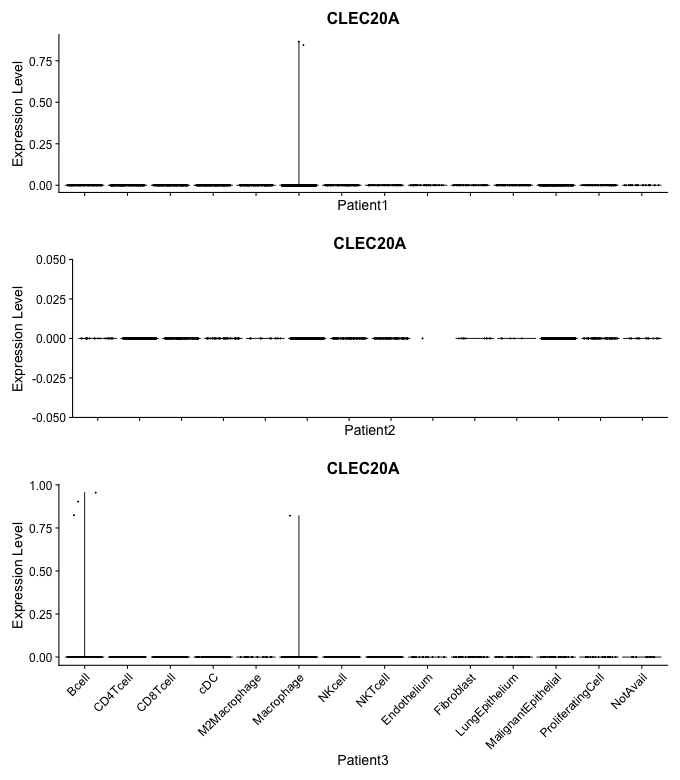 CLEC20A
Expression Level
0.75
0.50
0.25
0.00
Patient1
CLEC20A
Expression Level
0.050
0.025
0.000
-0.025
-0.050
Patient2
CLEC20A
Expression Level
1.00
0.75
0.50
0.25
0.00
Bcell
CD4Tcell
CD8Tcell
cDC
M2Macrophage
Macrophage
NKcell
NKTcell
Endothelium
Fibroblast
LungEpithelium
MalignantEpithelial
ProliferatingCell
NotAvail
Patient3